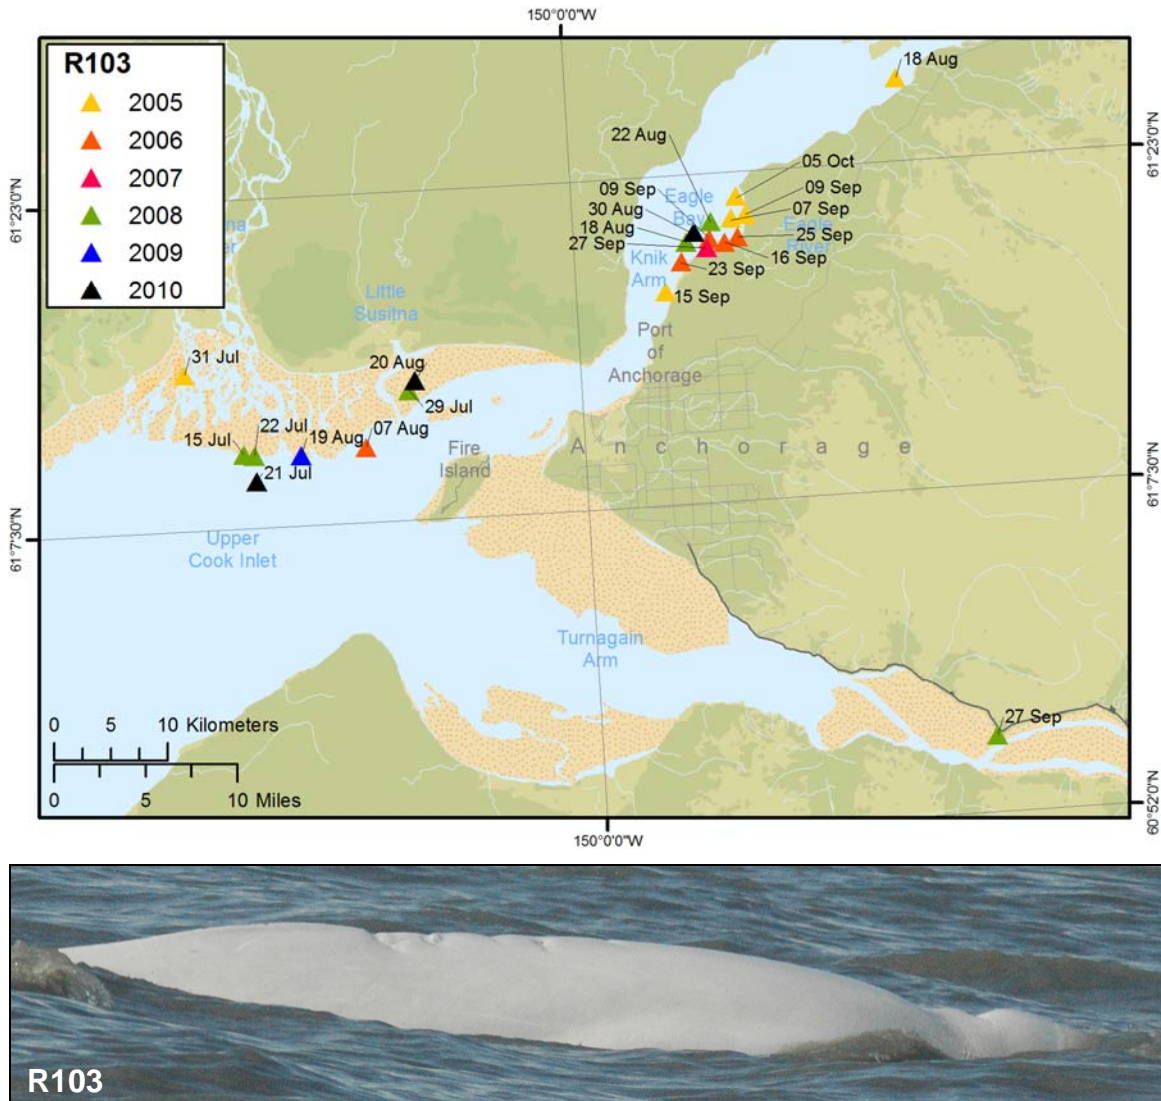 150°0'0"W
R103
2005
2006
2007
2008
2009
2010
18 Aug
22 Aug
05 Oct
09 Sep
09 Sep
Eagle
Bay
30 Aug
07 Sep
18 Aug
Eagle
River
25 Sep
27 Sep
16 Sep
Knik
Arm
23 Sep
15 Sep
61°23'0"N
61°23'0"N
Little
Susitna
Port
of
Anchorage
31 Jul
20 Aug
29 Jul
22 Jul
15 Jul
19 Aug
07 Aug
21 Jul
Fire
Island
Anchorage
61°7'30"N
61°7'30"N
Upper
Cook Inlet
Turnagain
Arm
27 Sep
0 5 10 Kilometers
0 5 10 Miles
60°52'0"N
150°0'0"W
R103